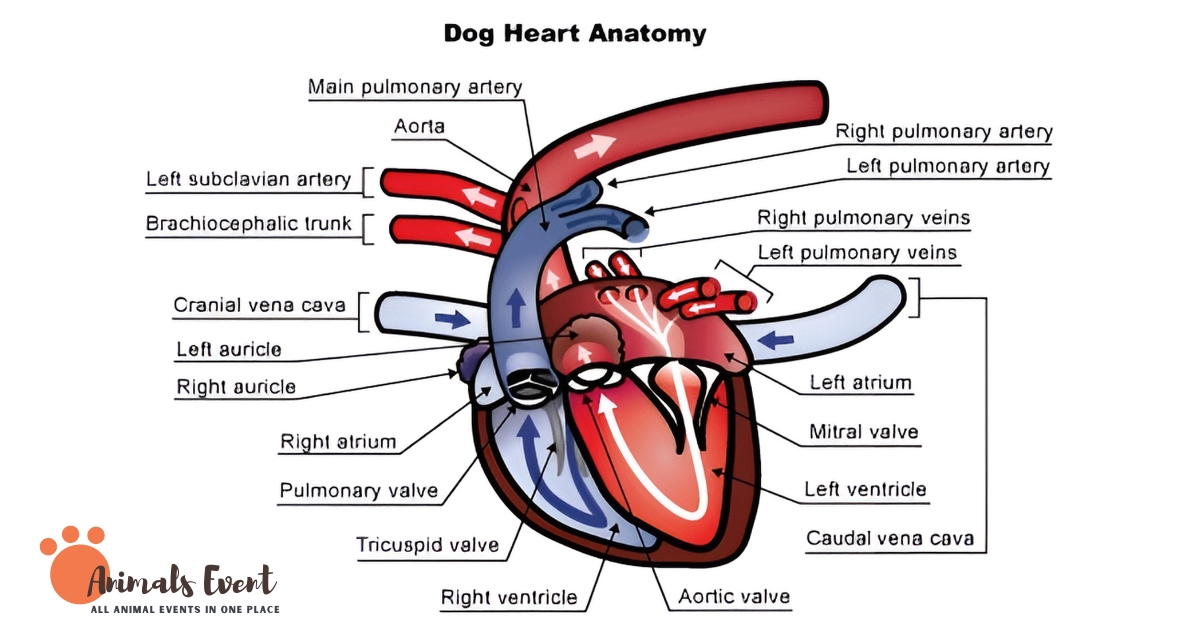 Dog Heart Anatomy
Main pulmonary artery
Aorta
Left subclavian artery
Brachiocephalic trunk
Cranial vena cava
Left auricle
Right auricle
Right atrium
Pulmonary valve
Tricuspid valve
Right ventricle
Right pulmonary artery
Left pulmonary artery
Right pulmonary veins
Left pulmonary veins
Left atrium
Mitral valve
Left ventricle
Caudal vena cava
Aortic valve
Animals Event
ALL ANIMAL EVENTS IN ONE PLACE